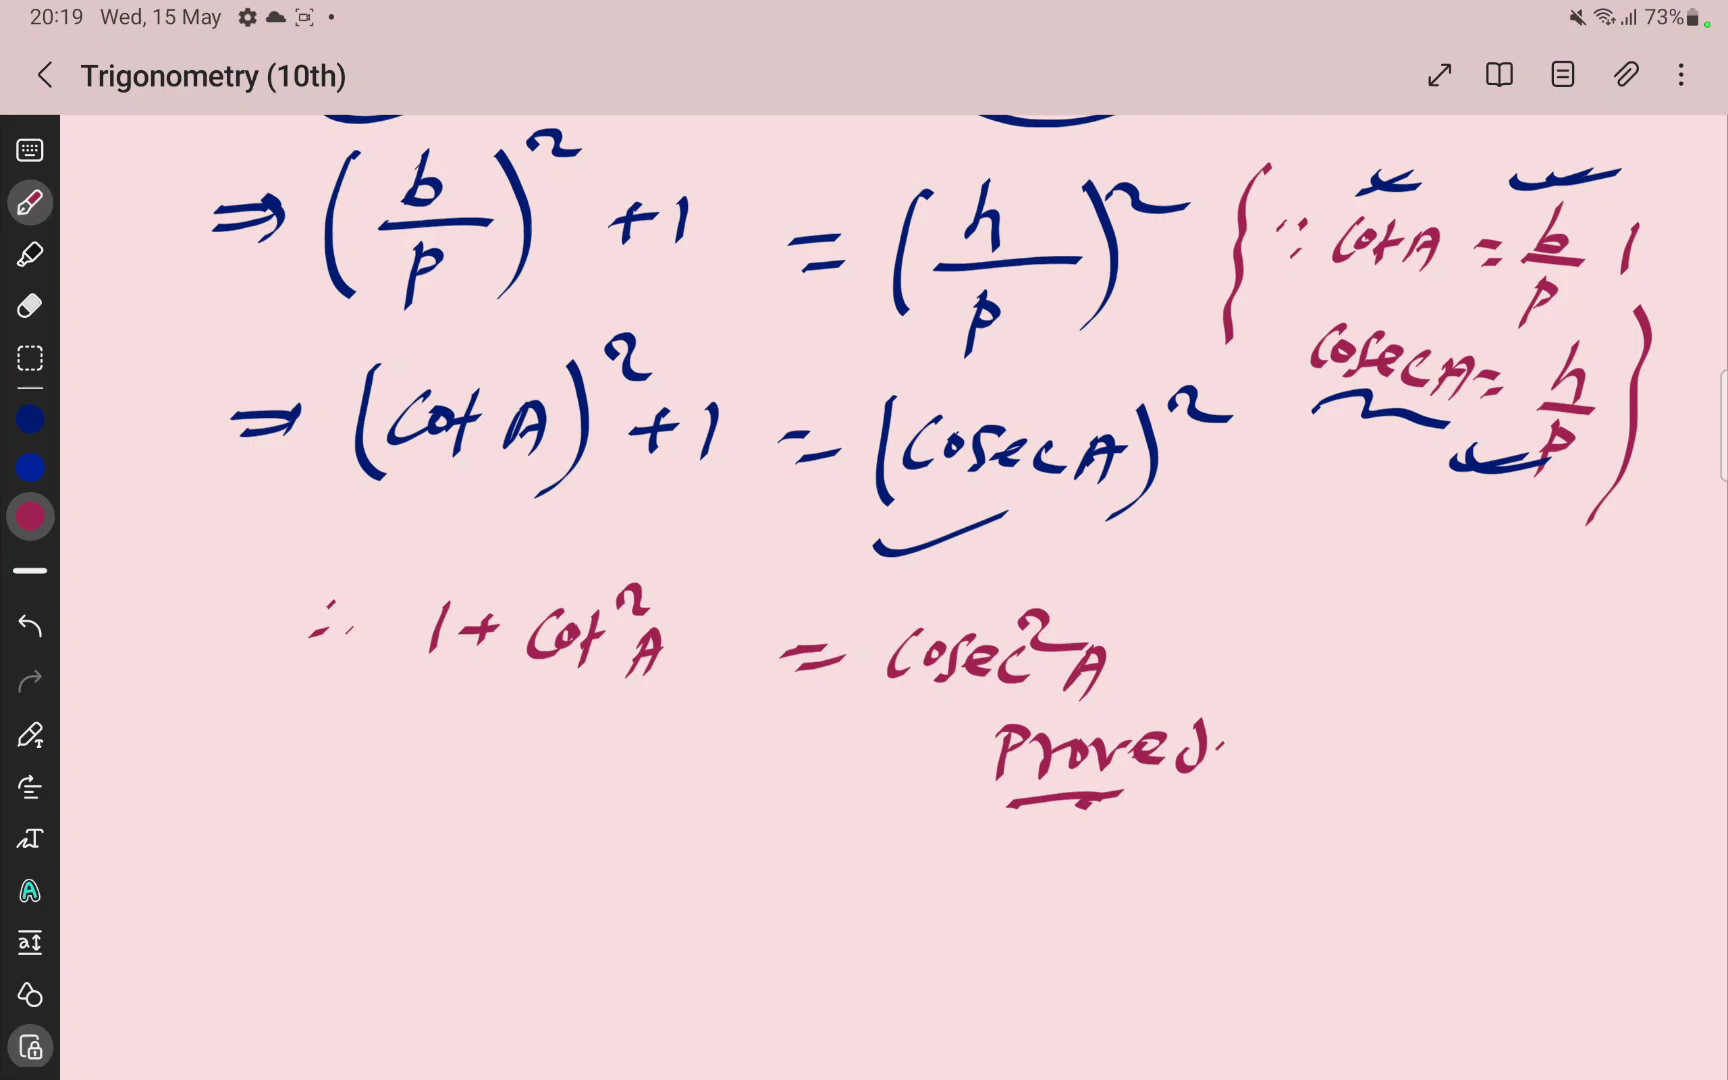 20:19 Wed, 15 May
73%
Trigonometry (10th)
⇒ (b/p)² + 1 = (h/p)² { ∵ Cot A = b/p ,
⇒ (Cot A)² + 1 = (Cosec A)² Cosec A = h/p }
∴ 1 + Cot²A = Cosec²A
Proved.